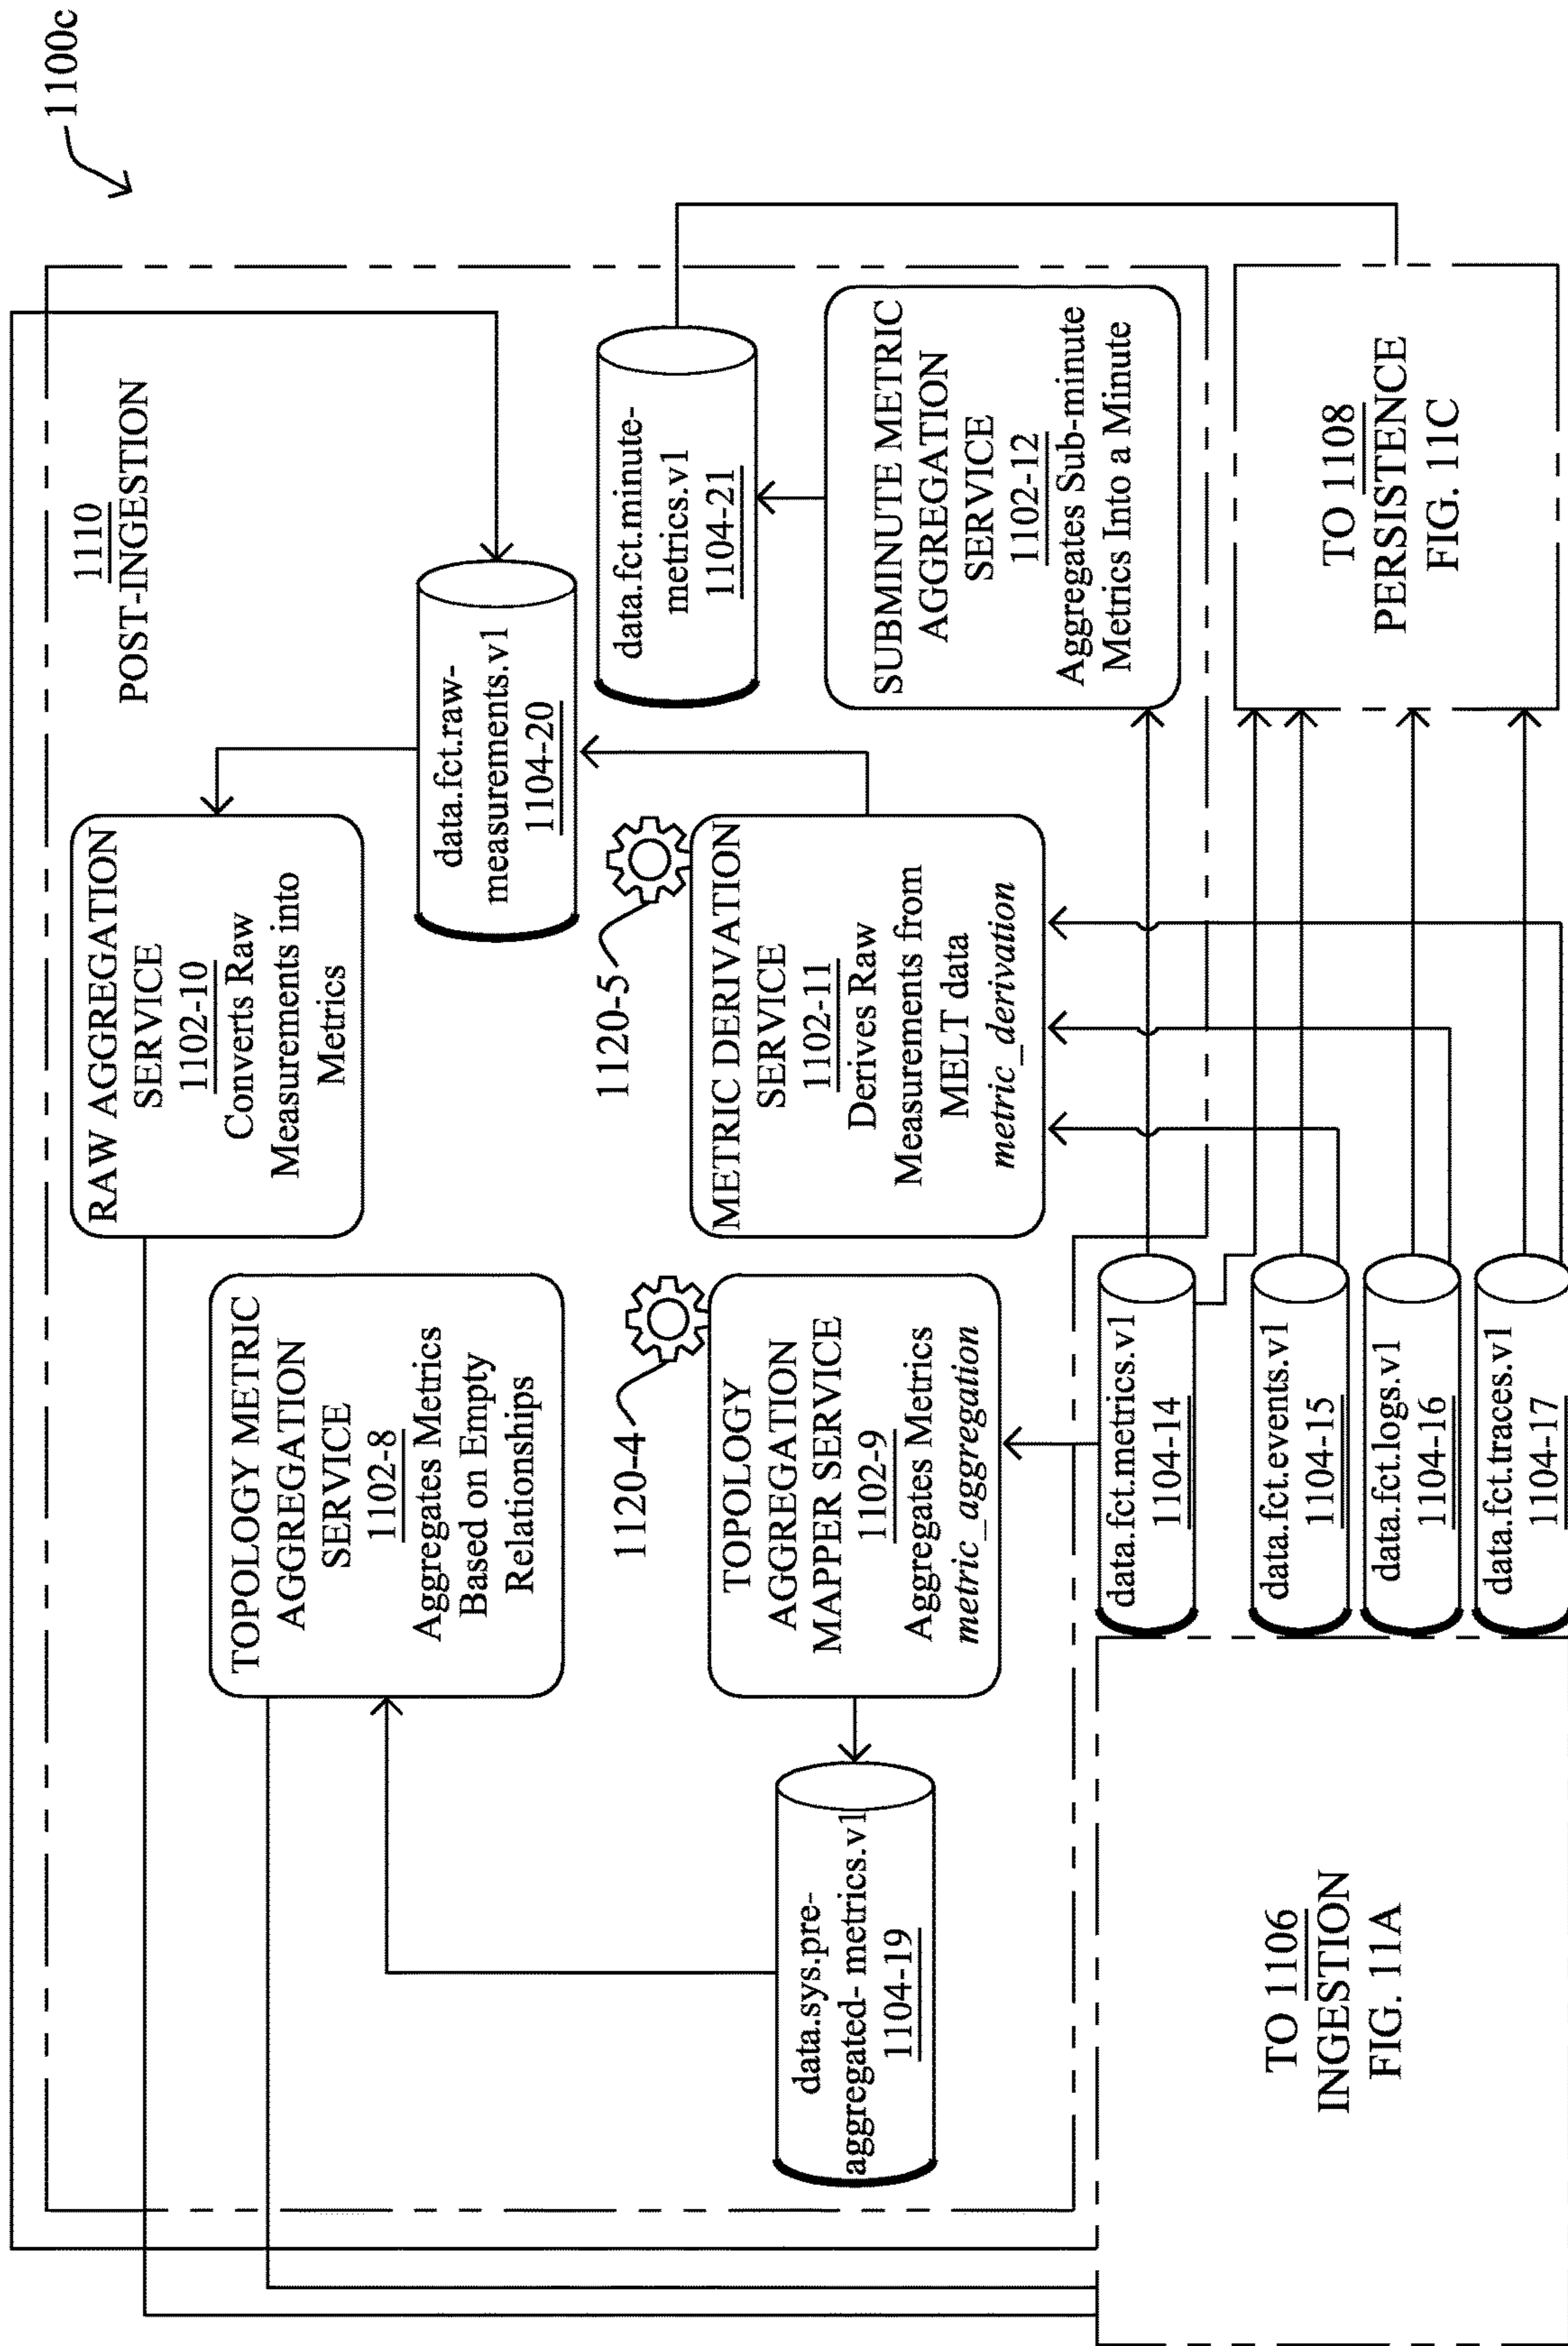 1100c
1110
POST-INGESTION
RAW AGGREGATION
SERVICE
1102-10
Converts Raw
Measurements into
Metrics
TOPOLOGY METRIC
AGGREGATION
SERVICE
1102-8
Aggregates Metrics
Based on Empty
Relationships
data.fct.raw-
measurements.v1
1104-20
data.fct.minute-
metrics.v1
1104-21
1120-4
1120-5
TOPOLOGY
AGGREGATION
MAPPER SERVICE
1102-9
Aggregates Metrics
metric_aggregation
METRIC DERIVATION
SERVICE
1102-11
Derives Raw
Measurements from
MELT data
metric_derivation
SUBMINUTE METRIC
AGGREGATION
SERVICE
1102-12
Aggregates Sub-minute
Metrics Into a Minute
data.sys.pre-
aggregated- metrics.v1
1104-19
data.fct.metrics.v1
1104-14
data.fct.events.v1
1104-15
data.fct.logs.v1
1104-16
data.fct.traces.v1
1104-17
TO 1106
INGESTION
FIG. 11A
TO 1108
PERSISTENCE
FIG. 11C